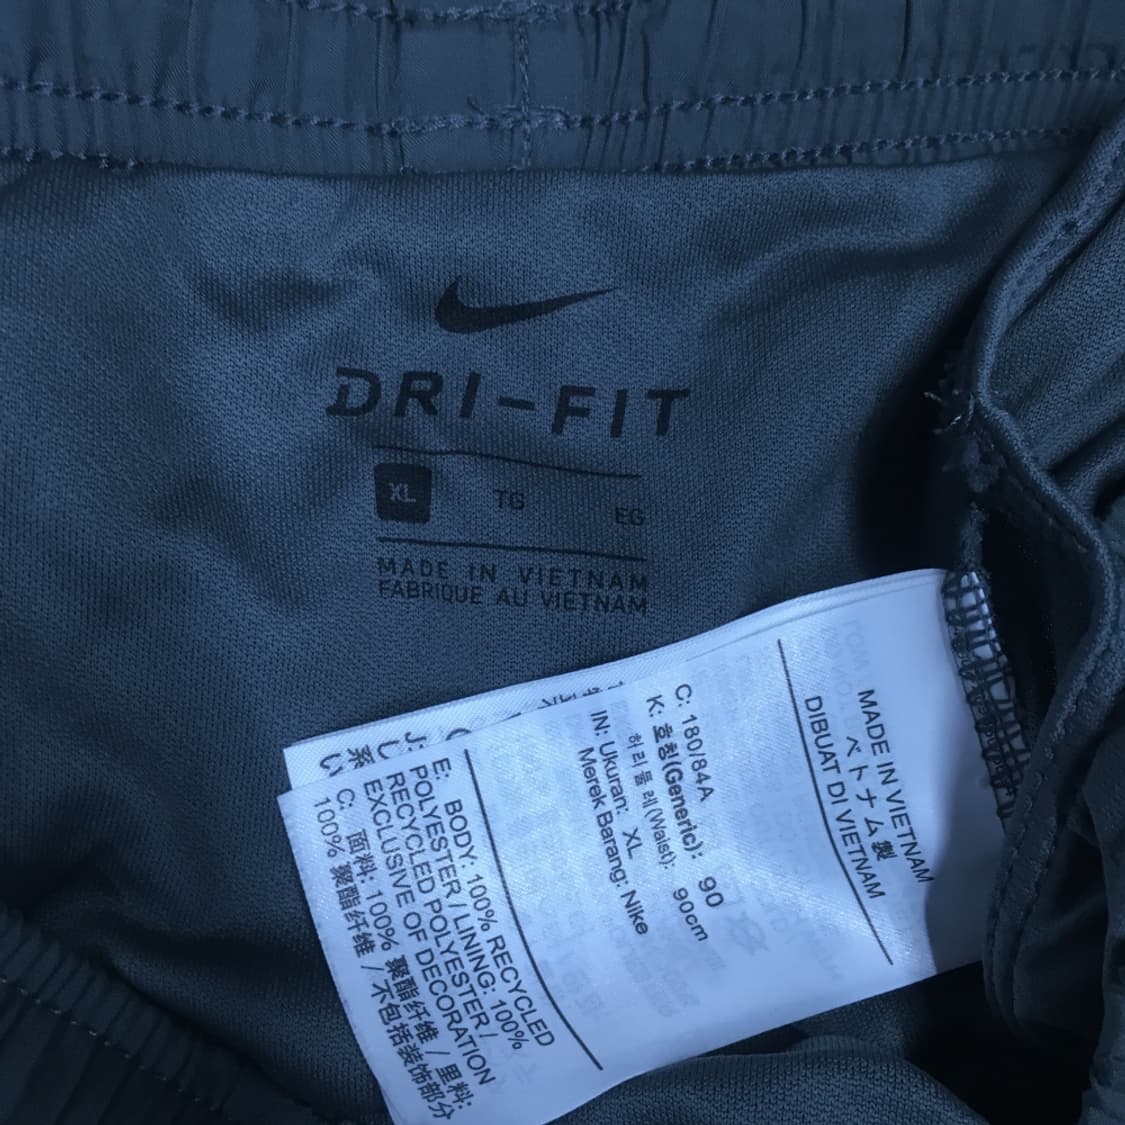 DRI-FIT
XL TG EG
MADE IN VIETNAM
FABRIQUE AU VIETNAM
MADE IN VIETNAM
ベトナム製
DIBUAT DI VIETNAM
C: 180/84A
K: 호칭(Generic): 90
허리둘레(Waist): 90cm
IN: Ukuran: XL
Merek Barang: Nike
E: BODY: 100% RECYCLED
POLYESTER / LINING: 100%
RECYCLED POLYESTER /
EXCLUSIVE OF DECORATION
C: 面料: 100% 聚酯纤维 / 里料:
100% 聚酯纤维 / 不包括装饰部分